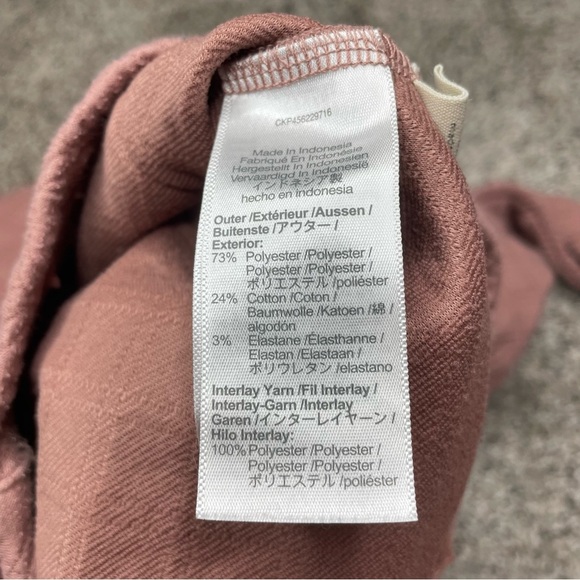 CKP456229716
Made In Indonesia
Fabriqué En Indonésie
Hergestellt In Indonesien
Vervaardigd In Indonesie
インドネシア製
hecho en indonesia
Outer /Extérieur /Aussen /
Buitenste /アウター /
Exterior:
73% Polyester /Polyester /
Polyester /Polyester /
ポリエステル /poliéster
24% Cotton /Coton /
Baumwolle /Katoen /綿 /
algodón
3% Elastane /Élasthanne /
Elastan /Elastaan /
ポリウレタン /elastano
Interlay Yarn /Fil Interlay /
Interlay-Garn /Interlay
Garen /インターレイヤーン /
Hilo Interlay:
100% Polyester /Polyester /
Polyester /Polyester /
ポリエステル /poliéster